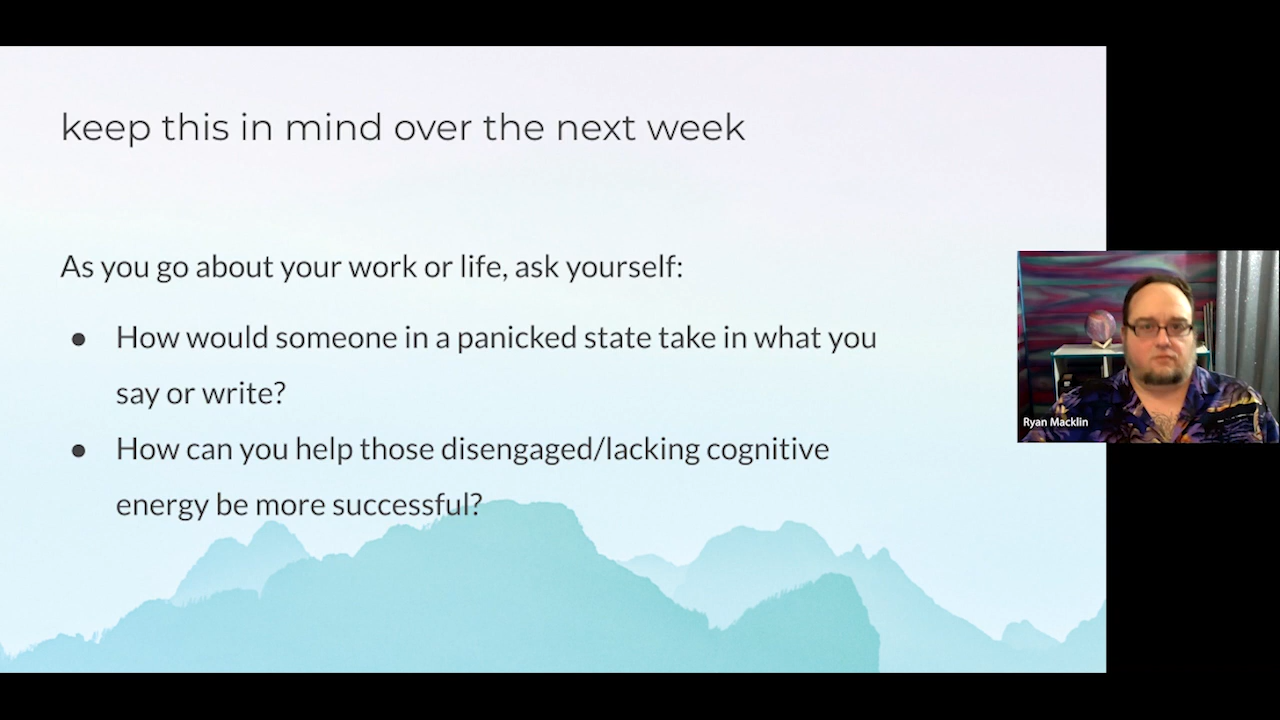 keep this in mind over the next week
As you go about your work or life, ask yourself:
● How would someone in a panicked state take in what you
say or write?
● How can you help those disengaged/lacking cognitive
energy be more successful?
Ryan Macklin